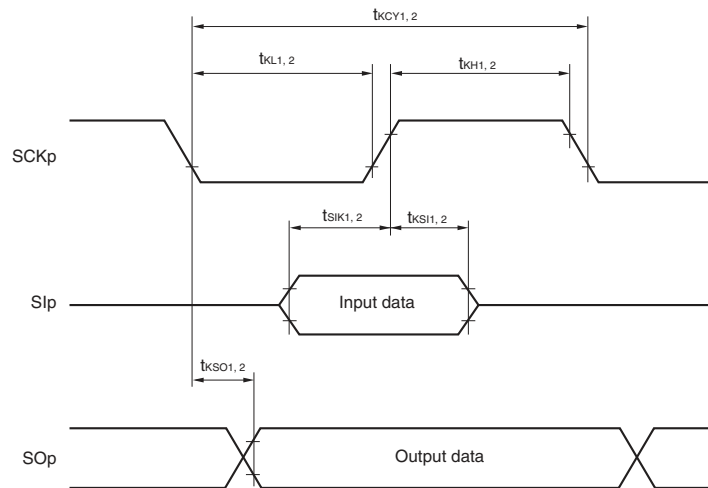 tKCY1, 2
tKL1, 2
tKH1, 2
SCKp
tSIK1, 2
tKSI1, 2
SIp
Input data
tKSO1, 2
SOp
Output data